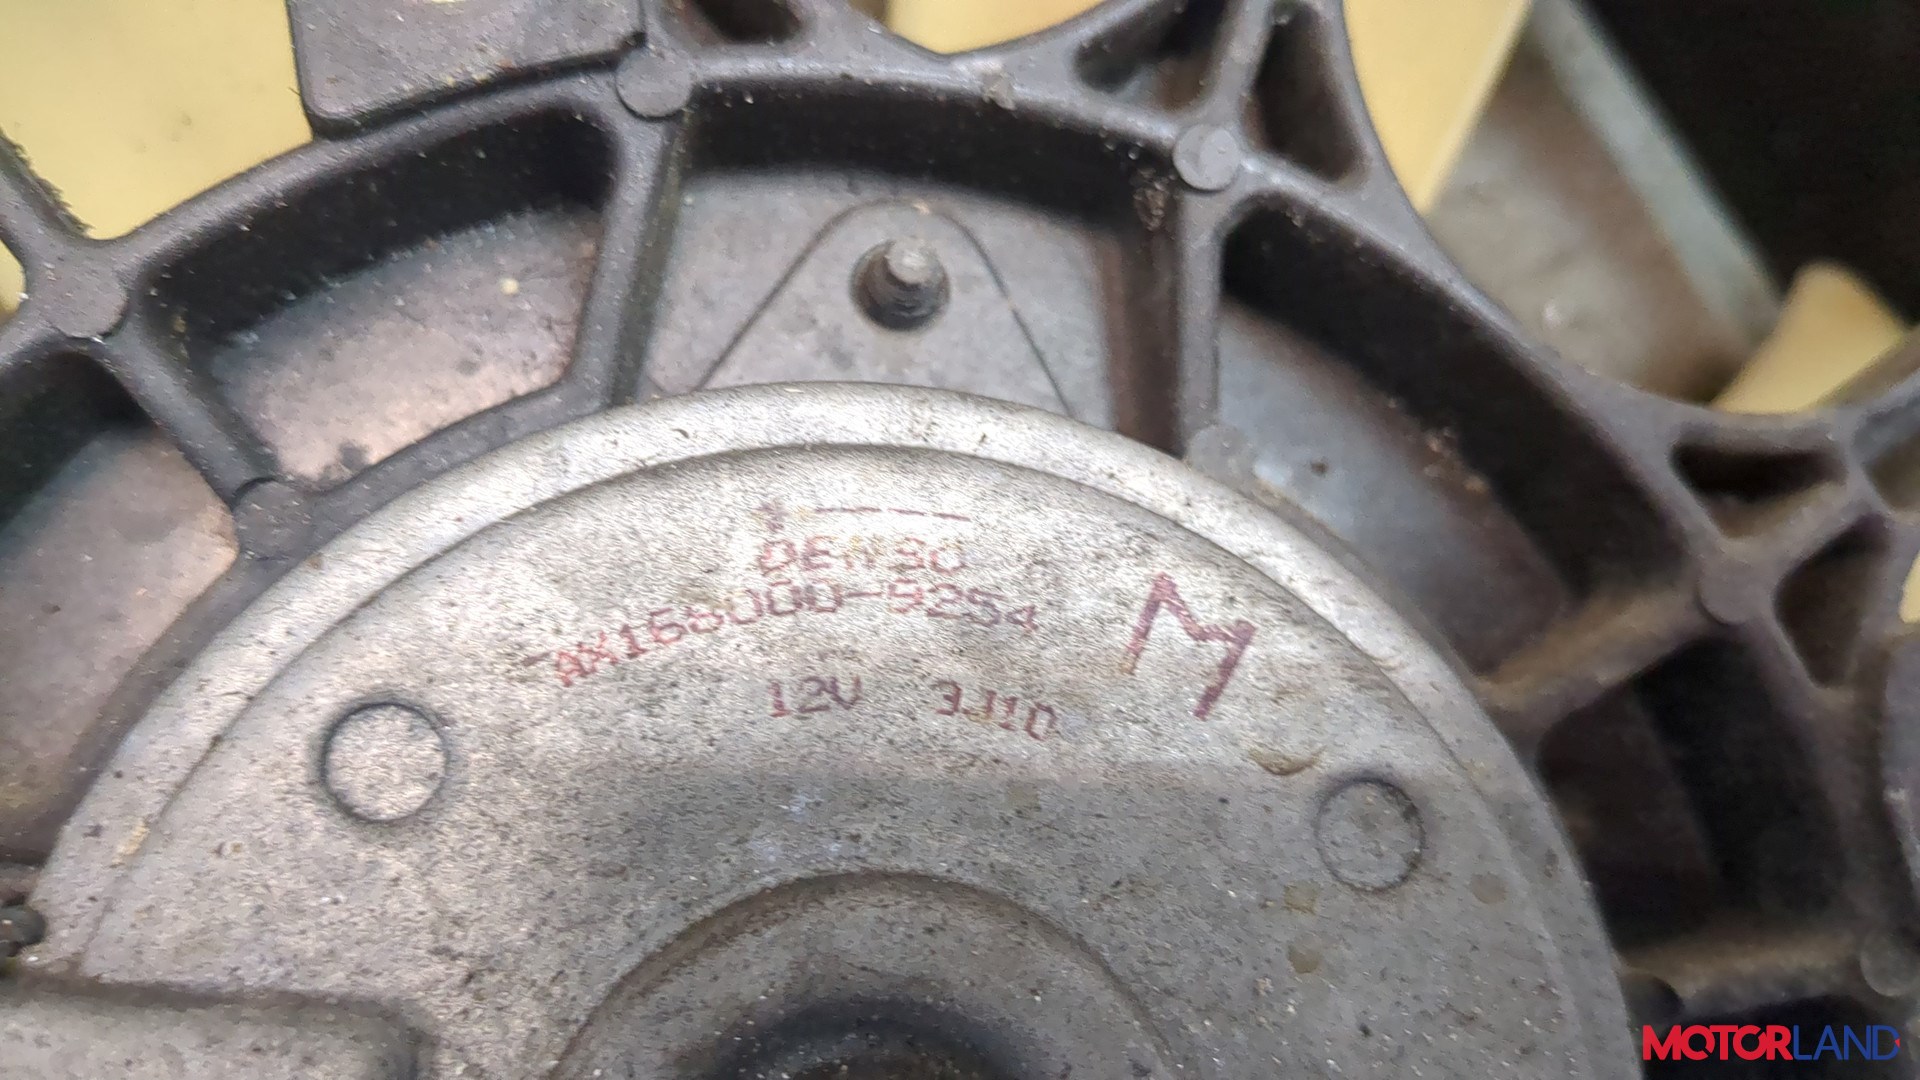 DENSO
AX168000-9254
12V 3J10
M
MOTORLAND